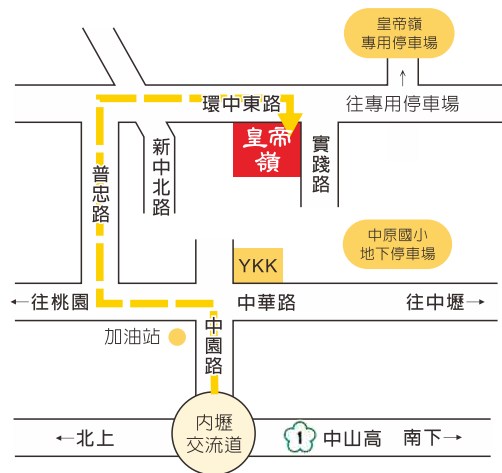 皇帝嶺
專用停車場
環中東路
往專用停車場
皇帝
嶺
新中北路
實踐路
普忠路
中原國小
地下停車場
YKK
←往桃園
中華路
往中壢→
加油站
中園路
内壢
交流道
←北上
1
中山高
南下→